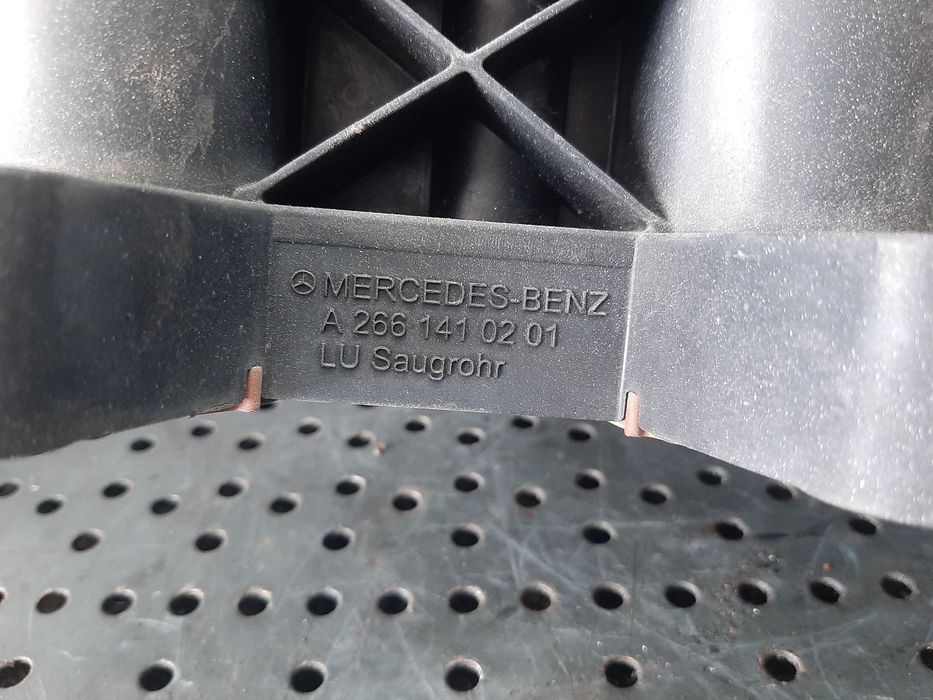 MERCEDES-BENZ
A 266 141 02 01
LU Saugrohr